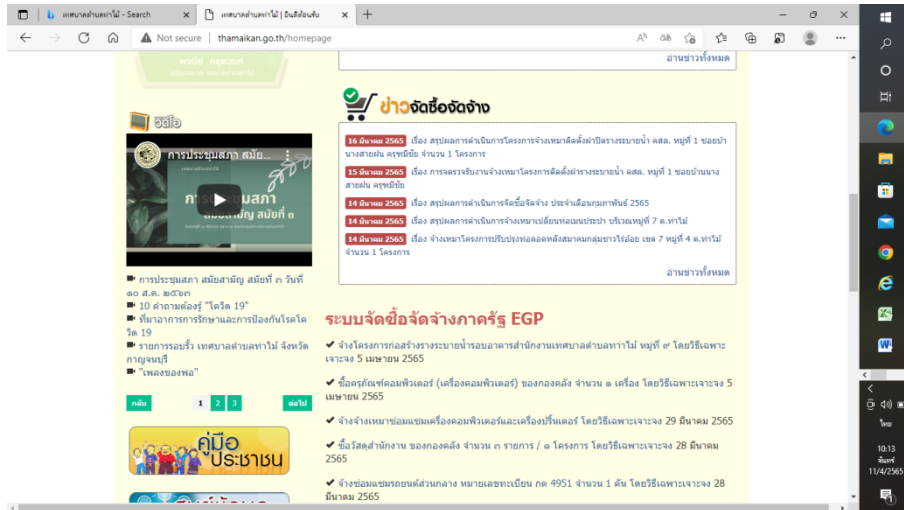 เทศบาลตำบลท่าไม้ - Search
เทศบาลตำบลท่าไม้ | ยินดีต้อนรับ
Not secure | thamaikan.go.th/homepage
อ่านข่าวทั้งหมด
วิดีโอ
การประชุมสภา สมัย...
การประชุมสภา
สมัยสามัญ สมัยที่ ๓
การประชุมสภา สมัยสามัญ สมัยที่ ๓ วันที่
๑๐ ส.ค. ๒๕๖๓
10 คำถามต้องรู้ "โควิด 19"
ที่มาอาการการรักษาและการป้องกันโรคโค
วิด 19
รายการรอบรั้ว เทศบาลตำบลท่าไม้ จังหวัด
กาญจนบุรี
"เพลงของพ่อ"
กลับ 1 2 3 ต่อไป
คู่มือ
ประชาชน
ข่าวจัดซื้อจัดจ้าง
16 มีนาคม 2565 เรื่อง สรุปผลการดำเนินการโครงการจ้างเหมาติดตั้งฝาปิดรางระบายน้ำ คสล. หมู่ที่ 1 ซอยบ้า
นางสายฝน ครุฑมีชัย จำนวน 1 โครงการ
15 มีนาคม 2565 เรื่อง การตรวจรับงานจ้างเหมาโครงการติดตั้งฝารางระบายน้ำ คสล. หมู่ที่ 1 ซอยบ้านนาง
สายฝน ครุฑมีชัย
14 มีนาคม 2565 เรื่อง สรุปผลการดำเนินการจัดซื้อจัดจ้าง ประจำเดือนกุมภาพันธ์ 2565
14 มีนาคม 2565 เรื่อง สรุปผลการดำเนินการจ้างเหมาเปลี่ยนท่อเมนประปา บริเวณหมู่ที่ 7 ต.ท่าไม้
14 มีนาคม 2565 เรื่อง จ้างเหมาโครงการปรับปรุงท่อลอดหลังสมาคมกลุ่มชาวไร่อ้อย เขต 7 หมู่ที่ 4 ต.ท่าไม้
จำนวน 1 โครงการ
อ่านข่าวทั้งหมด
ระบบจัดซื้อจัดจ้างภาครัฐ EGP
จ้างโครงการก่อสร้างรางระบายน้ำรอบอาคารสำนักงานเทศบาลตำบลท่าไม้ หมู่ที่ ๙ โดยวิธีเฉพาะ
เจาะจง 5 เมษายน 2565
ซื้อครุภัณฑ์คอมพิวเตอร์ (เครื่องคอมพิวเตอร์) ของกองคลัง จำนวน ๑ เครื่อง โดยวิธีเฉพาะเจาะจง 5
เมษายน 2565
จ้างจ้างเหมาซ่อมแซมเครื่องคอมพิวเตอร์และเครื่องปริ้นเตอร์ โดยวิธีเฉพาะเจาะจง 29 มีนาคม 2565
ซื้อวัสดุสำนักงาน ของกองคลัง จำนวน ๓ รายการ / ๑ โครงการ โดยวิธีเฉพาะเจาะจง 28 มีนาคม
2565
จ้างซ่อมแซมรถยนต์ส่วนกลาง หมายเลขทะเบียน กต 4951 จำนวน 1 คัน โดยวิธีเฉพาะเจาะจง 28
มีนาคม 2565
ไทย
10:13
จันทร์
11/4/2565